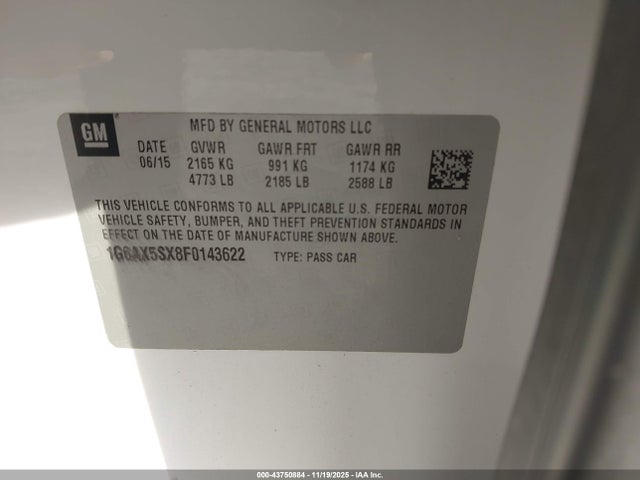 GM
MFD BY GENERAL MOTORS LLC
DATE GVWR GAWR FRT GAWR RR
06/15 2165 KG 991 KG 1174 KG
4773 LB 2185 LB 2588 LB
THIS VEHICLE CONFORMS TO ALL APPLICABLE U.S. FEDERAL MOTOR
VEHICLE SAFETY, BUMPER, AND THEFT PREVENTION STANDARDS IN
EFFECT ON THE DATE OF MANUFACTURE SHOWN ABOVE.
1G6AX5SX8F0143622 TYPE: PASS CAR
000-43750884 - 11/19/2025 - IAA Inc.